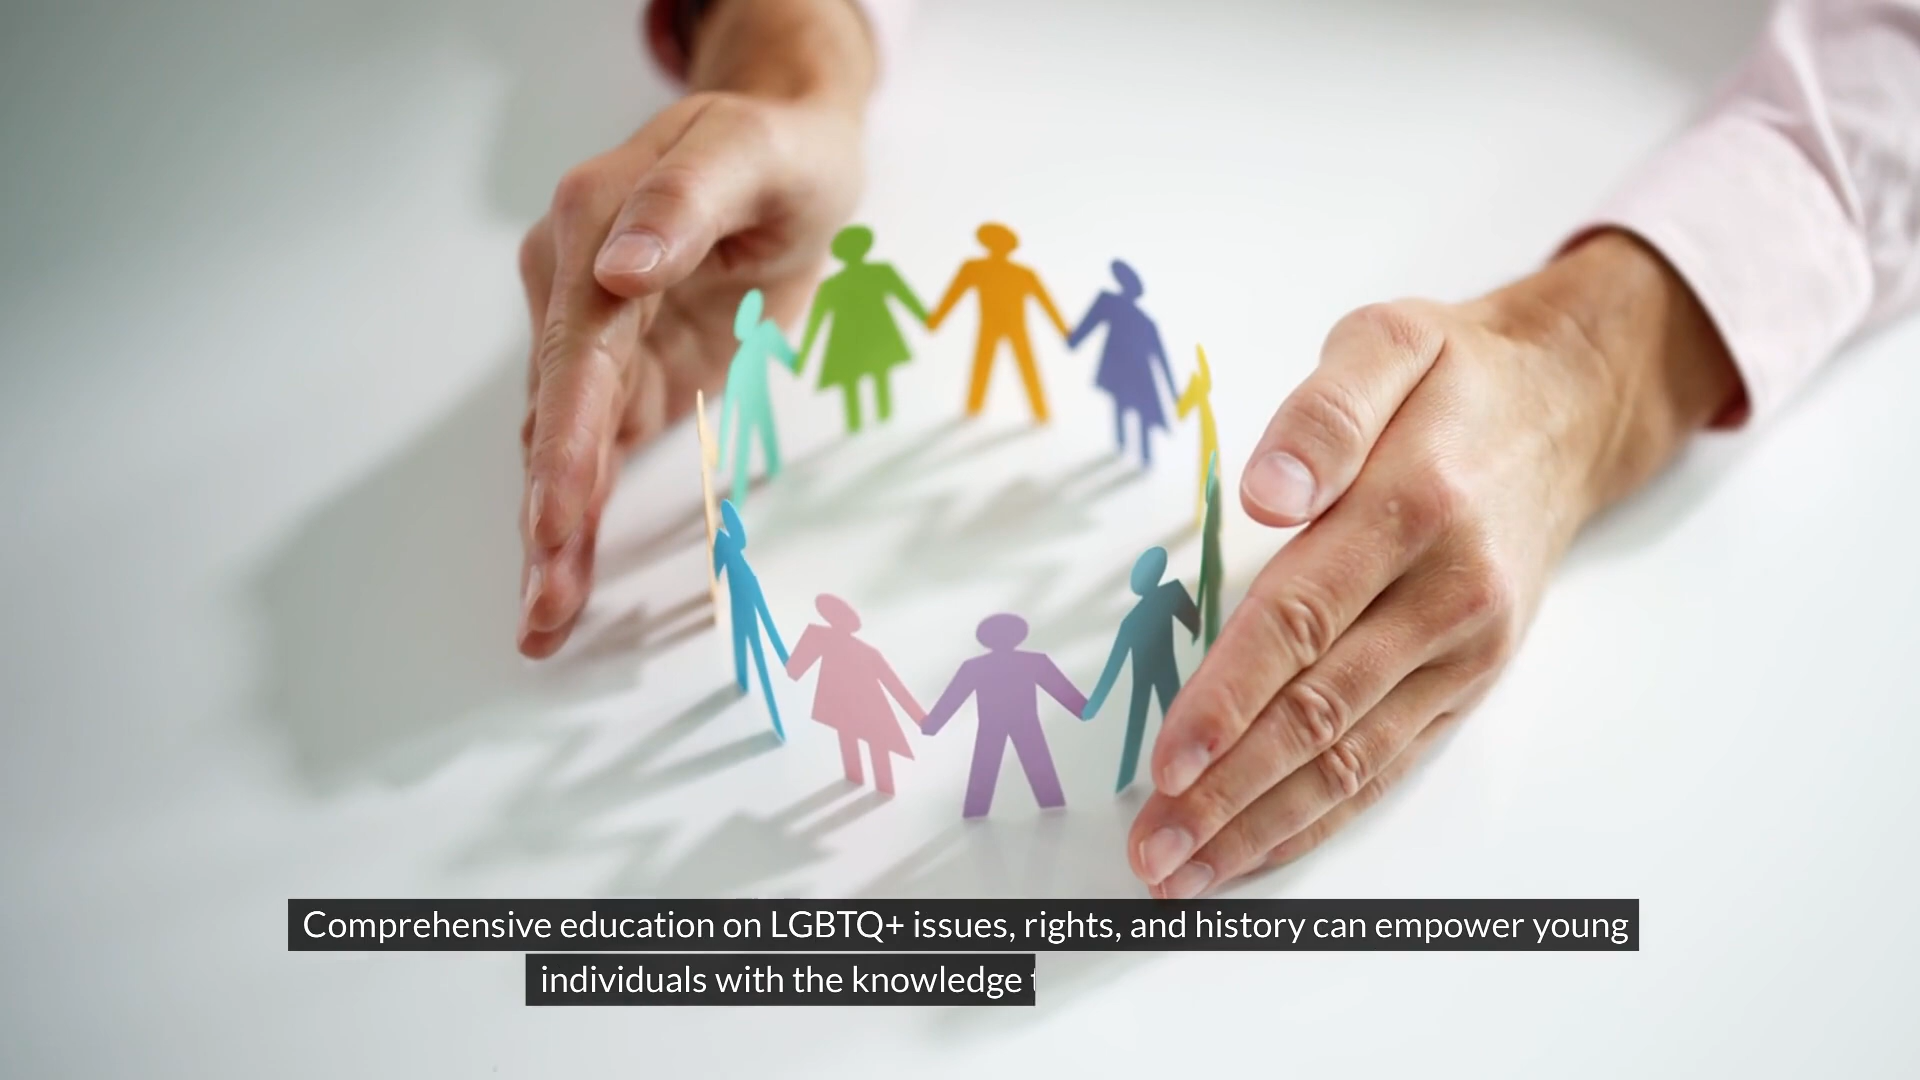 Comprehensive education on LGBTQ+ issues, rights, and history can empower young
individuals with the knowledge